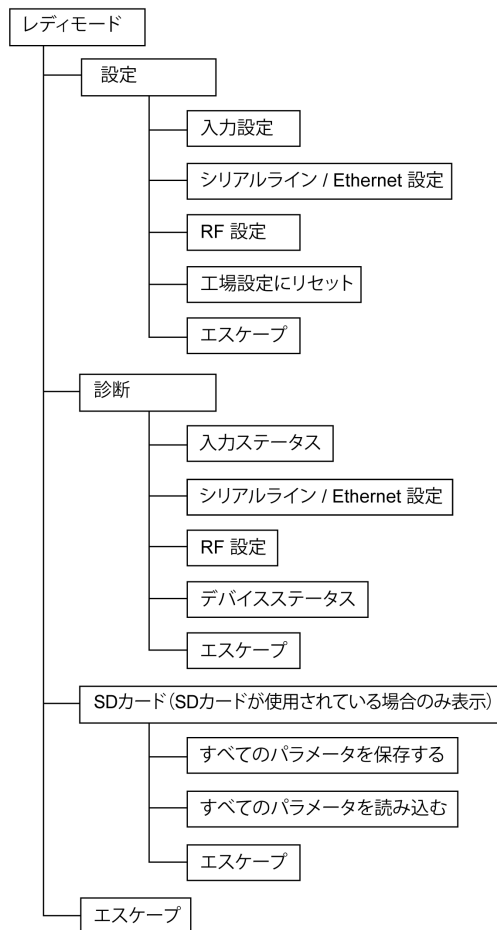 レディモード
設定
入力設定
シリアルライン / Ethernet 設定
RF 設定
工場設定にリセット
エスケープ
診断
入力ステータス
シリアルライン / Ethernet 設定
RF 設定
デバイスステータス
エスケープ
SDカード（SDカードが使用されている場合のみ表示）
すべてのパラメータを保存する
すべてのパラメータを読み込む
エスケープ
エスケープ